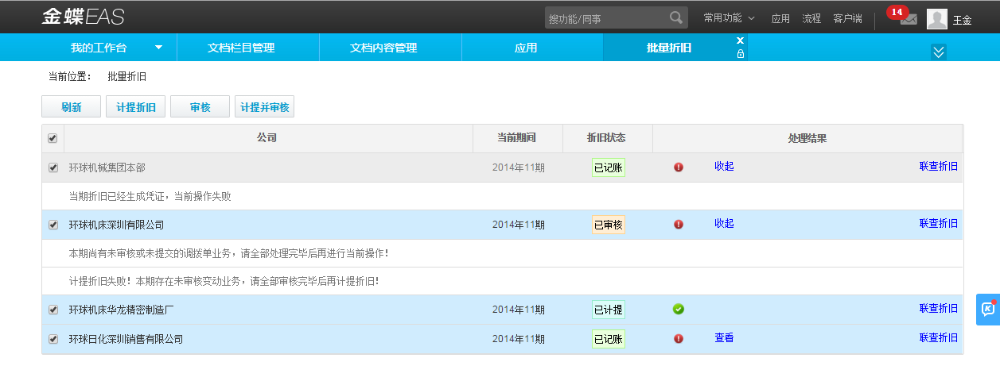 金蝶EAS 搜功能/同事 常用功能 应用 流程 客户端 14 王金
我的工作台 文档栏目管理 文档内容管理 应用 批量折旧 x
当前位置： 批量折旧
刷新 计提折旧 审核 计提并审核
公司 当前期间 折旧状态 处理结果
环球机械集团本部 2014年11期 已记账 收起 联查折旧
当期折旧已经生成凭证，当前操作失败
环球机床深圳有限公司 2014年11期 已审核 收起 联查折旧
本期尚有未审核或未提交的调拨单业务，请全部处理完毕后再进行当前操作！
计提折旧失败！本期存在未审核变动业务，请全部审核完毕后再计提折旧！
环球机床华龙精密制造厂 2014年11期 已计提 联查折旧
环球日化深圳销售有限公司 2014年11期 已记账 查看 联查折旧